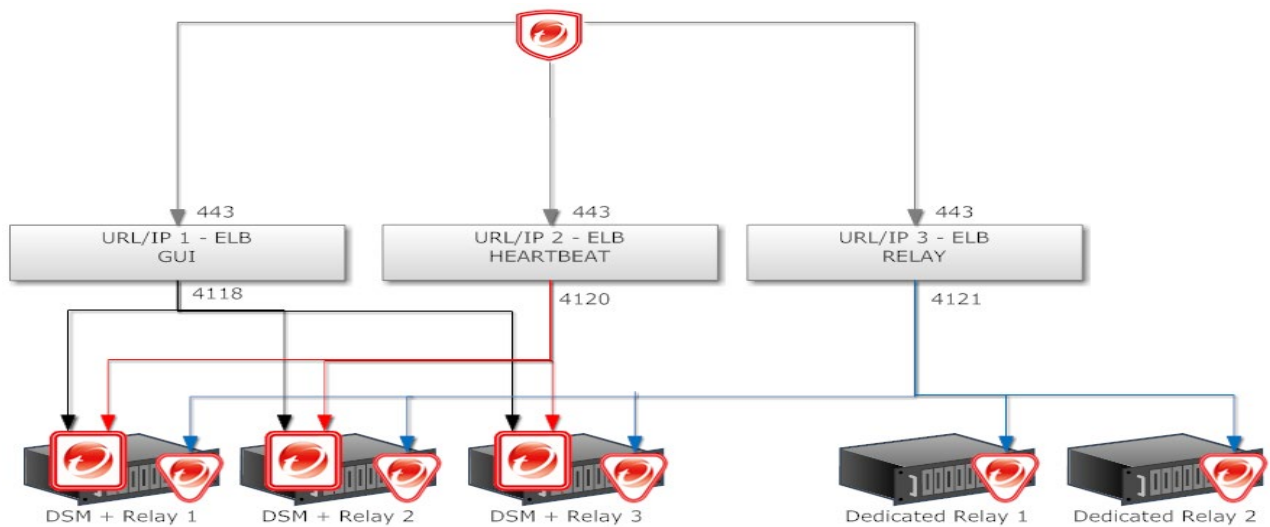 443
443
443
URL/IP 1 - ELB
GUI
URL/IP 2 - ELB
HEARTBEAT
URL/IP 3 - ELB
RELAY
4118
4120
4121
DSM + Relay 1
DSM + Relay 2
DSM + Relay 3
Dedicated Relay 1
Dedicated Relay 2